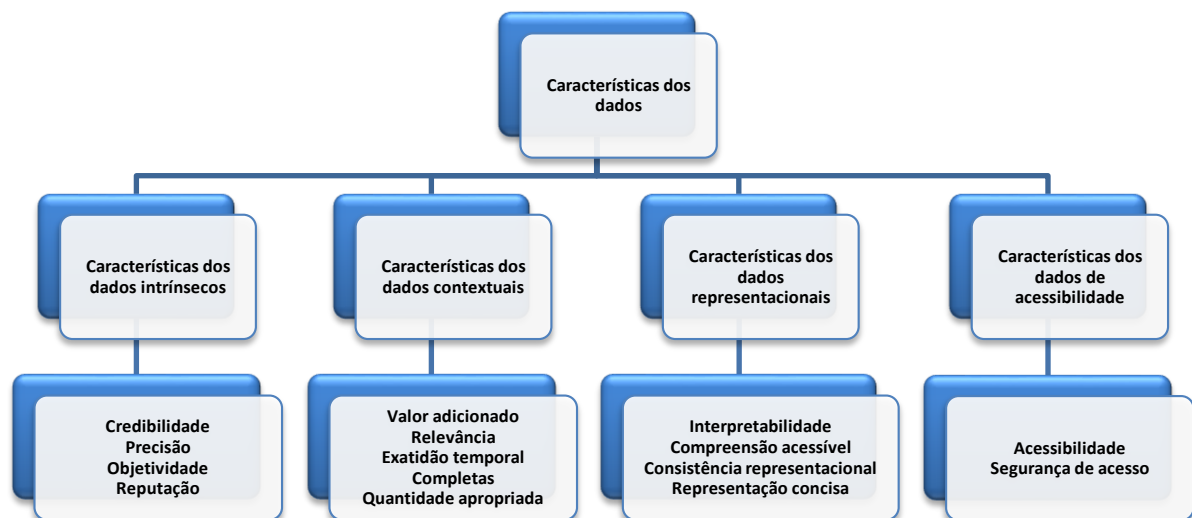 Características dos
dados
Características dos
dados intrínsecos
Características dos
dados contextuais
Características dos
dados
representacionais
Características dos
dados de
acessibilidade
Credibilidade
Precisão
Objetividade
Reputação
Valor adicionado
Relevância
Exatidão temporal
Completas
Quantidade apropriada
Interpretabilidade
Compreensão acessível
Consistência representacional
Representação concisa
Acessibilidade
Segurança de acesso